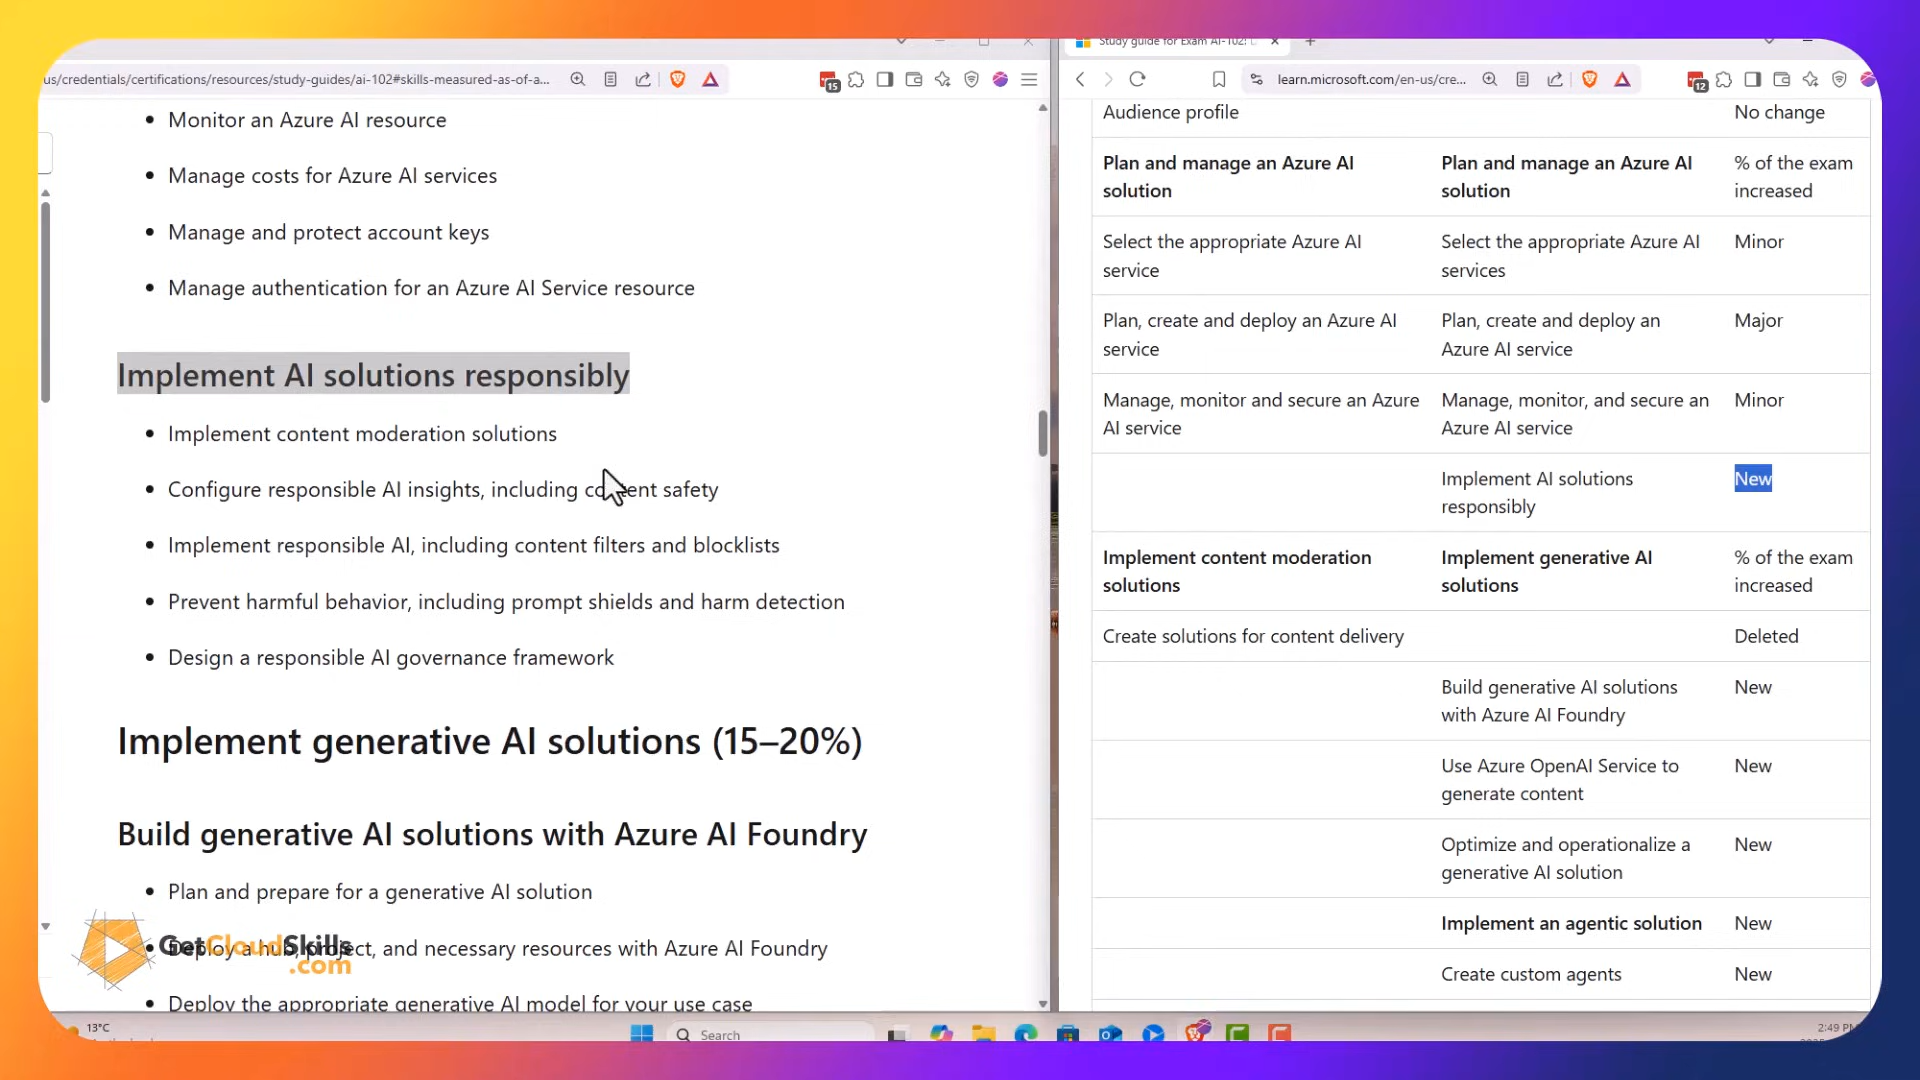 us/credentials/certifications/resources/study-guides/ai-102#skills-measured-as-of-a...
15
Monitor an Azure AI resource
Manage costs for Azure AI services
Manage and protect account keys
Manage authentication for an Azure AI Service resource
Implement AI solutions responsibly
Implement content moderation solutions
Configure responsible AI insights, including content safety
Implement responsible AI, including content filters and blocklists
Prevent harmful behavior, including prompt shields and harm detection
Design a responsible AI governance framework
Implement generative AI solutions (15–20%)
Build generative AI solutions with Azure AI Foundry
Plan and prepare for a generative AI solution
Deploy a hub, project, and necessary resources with Azure AI Foundry
Deploy the appropriate generative AI model for your use case
GetCloudSkills
.com
Study guide for Exam AI-102:
learn.microsoft.com/en-us/cre...
12
Audience profile No change
Plan and manage an Azure AI Plan and manage an Azure AI % of the exam
solution solution increased
Select the appropriate Azure AI Select the appropriate Azure AI Minor
service services
Plan, create and deploy an Azure AI Plan, create and deploy an Major
service Azure AI service
Manage, monitor and secure an Azure Manage, monitor, and secure an Minor
AI service Azure AI service
Implement AI solutions New
responsibly
Implement content moderation Implement generative AI % of the exam
solutions solutions increased
Create solutions for content delivery Deleted
Build generative AI solutions New
with Azure AI Foundry
Use Azure OpenAI Service to New
generate content
Optimize and operationalize a New
generative AI solution
Implement an agentic solution New
Create custom agents New
13°C
Search
2:49 PM